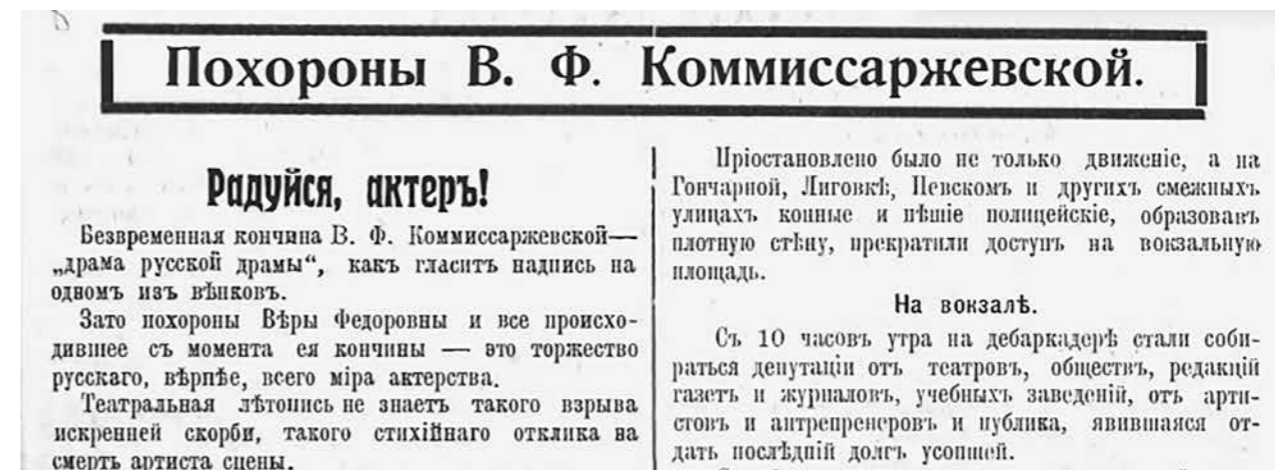 Похороны В. Ф. Коммиссаржевской.
Радуйся, актеръ!
Безвременная кончина В. Ф. Коммиссаржевской—
„драма русской драмы“, какъ гласитъ надпись на
одномъ изъ вѣнковъ.
Зато похороны Вѣры Федоровны и все происхо-
дившее съ момента ея кончины — это торжество
русскаго, вѣрнѣе, всего міра актерства.
Театральная лѣтопись не знаетъ такого взрыва
искренней скорби, такого стихійнаго отклика на
смерть артиста сцены.
Пріостановлено было не только движеніе, а на
Гончарной, Лиговкѣ, Невскомъ и другихъ смежныхъ
улицахъ конные и пѣшіе полицейскіе, образовавъ
плотную стѣну, прекратили доступъ на вокзальную
площадь.
На вокзалѣ.
Съ 10 часовъ утра на дебаркадерѣ стали соби-
раться депутаціи отъ театровъ, обществъ, редакцій
газетъ и журналовъ, учебныхъ заведеній, отъ арти-
стовъ и антрепренеровъ и публика, явившаяся от-
дать послѣдній долгъ усопшей.